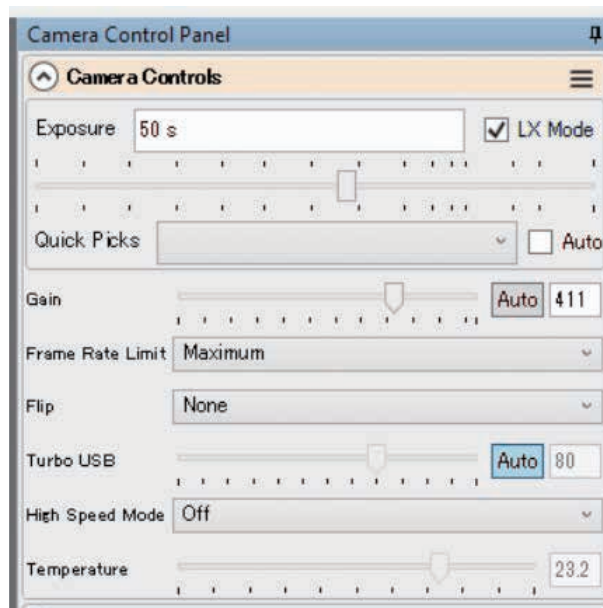 Camera Control Panel
Camera Controls
Exposure 50 s LX Mode
Quick Picks Auto
Gain Auto 411
Frame Rate Limit Maximum
Flip None
Turbo USB Auto 80
High Speed Mode Off
Temperature 23.2